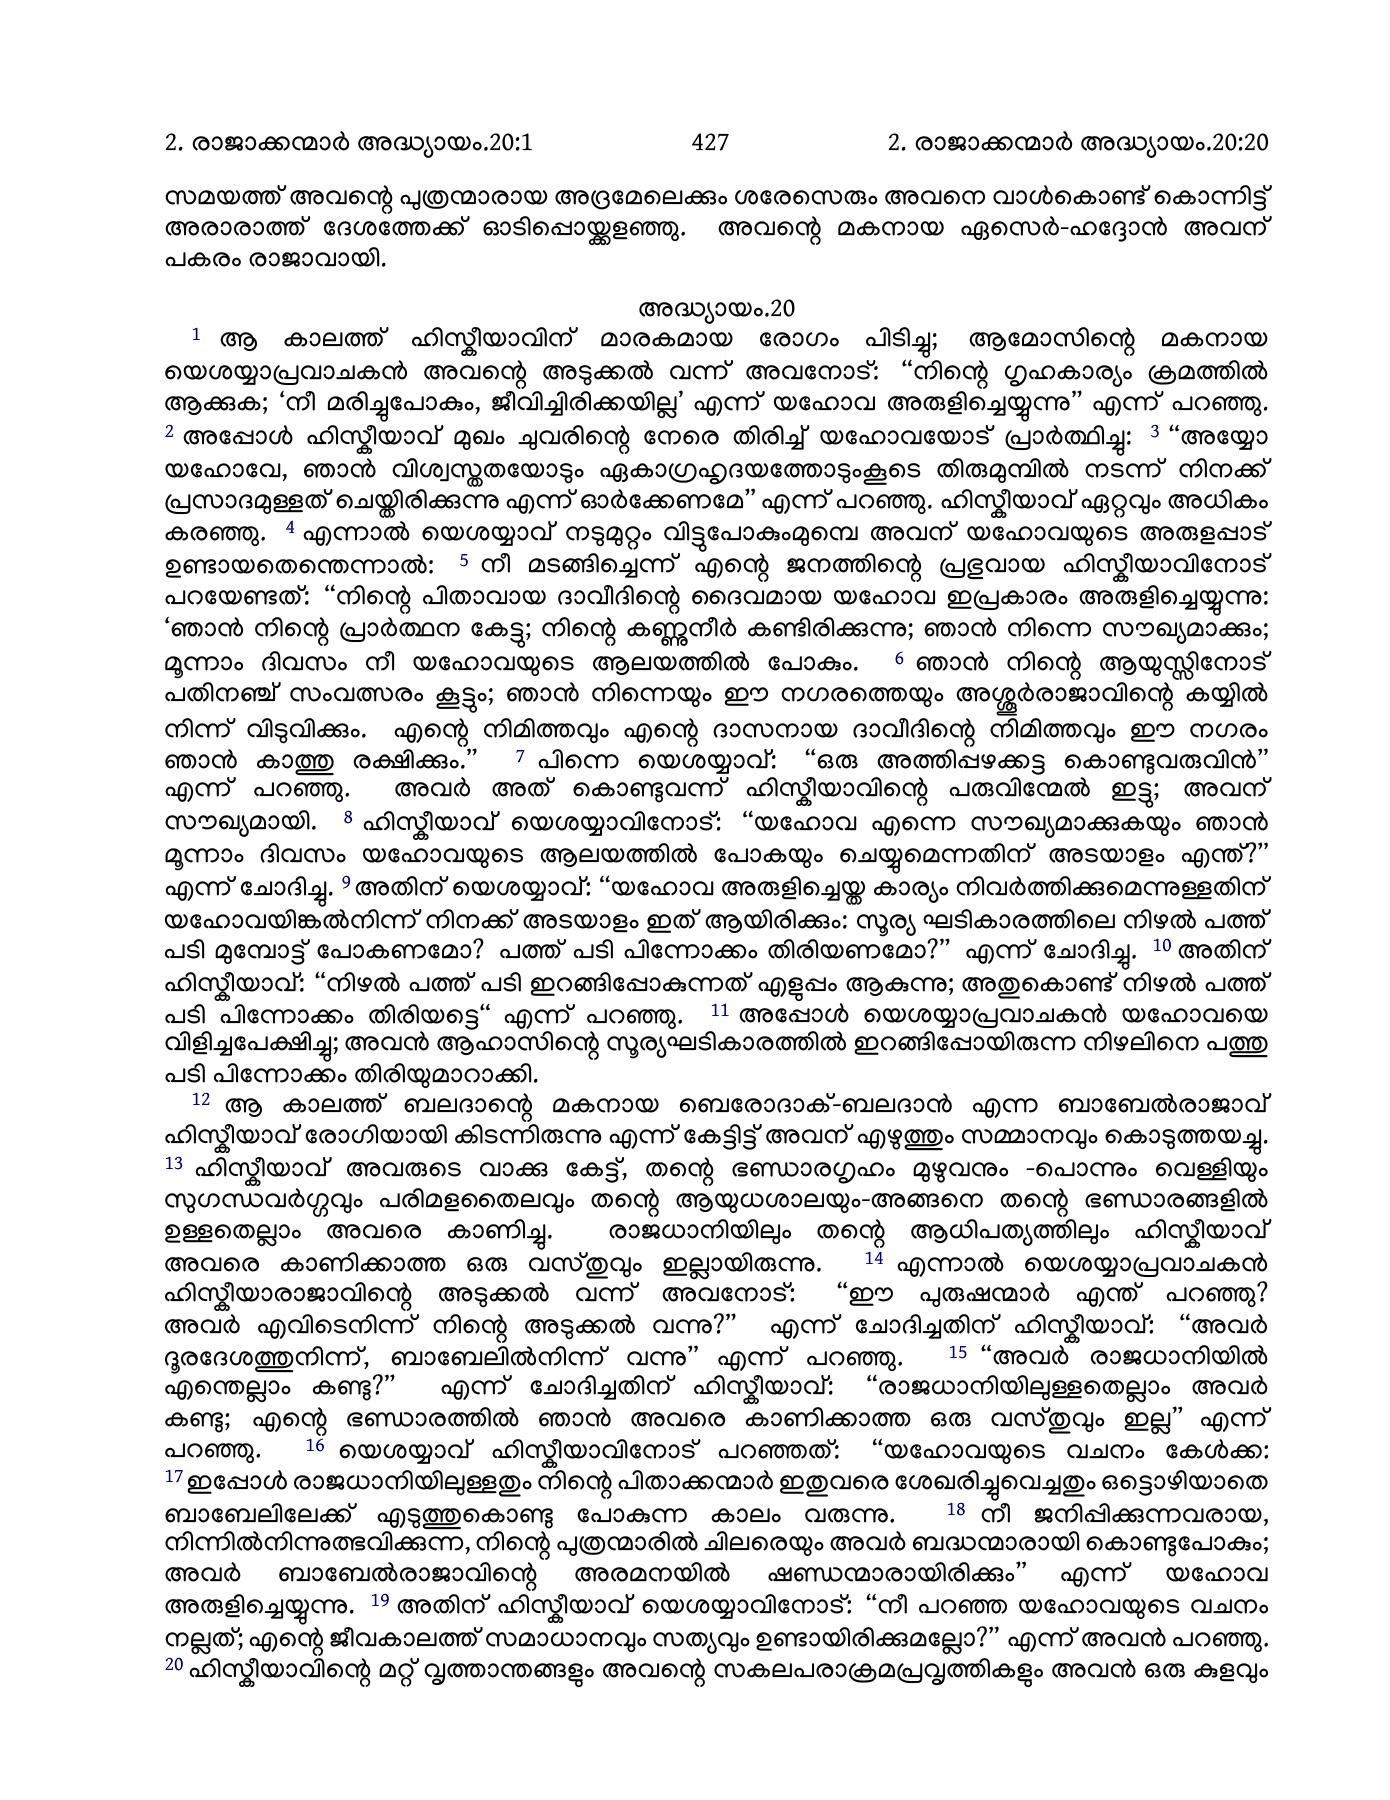 2. രാജാക്കന്മാർ അദ്ധ്യായം.20:1 427 2. രാജാക്കന്മാർ അദ്ധ്യായം.20:20
സമയത്ത് അവന്റെ പുത്രന്മാരായ അദ്രമേലെക്കും ശരേസെരും അവനെ വാൾകൊണ്ട് കൊന്നിട്ട്
അരാരാത്ത് ദേശത്തേക്ക് ഓടിപ്പൊയ്ക്കളഞ്ഞു. അവന്റെ മകനായ ഏസെർ-ഹദ്ദോൻ അവന്
പകരം രാജാവായി.
അദ്ധ്യായം.20
1 ആ കാലത്ത് ഹിസ്കീയാവിന് മാരകമായ രോഗം പിടിച്ചു; ആമോസിന്റെ മകനായ
യെശയ്യാപ്രവാചകൻ അവന്റെ അടുക്കൽ വന്ന് അവനോട്: “നിന്റെ ഗൃഹകാര്യം ക്രമത്തിൽ
ആക്കുക; ‘നീ മരിച്ചുപോകും, ജീവിച്ചിരിക്കയില്ല’ എന്ന് യഹോവ അരുളിച്ചെയ്യുന്നു” എന്ന് പറഞ്ഞു.
2 അപ്പോൾ ഹിസ്കീയാവ് മുഖം ചുവരിന്റെ നേരെ തിരിച്ച് യഹോവയോട് പ്രാർത്ഥിച്ചു: 3 “അയ്യോ
യഹോവേ, ഞാൻ വിശ്വസ്തതയോടും ഏകാഗ്രഹൃദയത്തോടുംകൂടെ തിരുമുമ്പിൽ നടന്ന് നിനക്ക്
പ്രസാദമുള്ളത് ചെയ്തിരിക്കുന്നു എന്ന് ഓർക്കേണമേ” എന്ന് പറഞ്ഞു. ഹിസ്കീയാവ് ഏറ്റവും അധികം
കരഞ്ഞു. 4 എന്നാൽ യെശയ്യാവ് നടുമുറ്റം വിട്ടുപോകുംമുമ്പെ അവന് യഹോവയുടെ അരുളപ്പാട്
ഉണ്ടായതെന്തെന്നാൽ: 5 നീ മടങ്ങിച്ചെന്ന് എന്റെ ജനത്തിന്റെ പ്രഭുവായ ഹിസ്കീയാവിനോട്
പറയേണ്ടത്: “നിന്റെ പിതാവായ ദാവീദിന്റെ ദൈവമായ യഹോവ ഇപ്രകാരം അരുളിച്ചെയ്യുന്നു:
‘ഞാൻ നിന്റെ പ്രാർത്ഥന കേട്ടു; നിന്റെ കണ്ണുനീർ കണ്ടിരിക്കുന്നു; ഞാൻ നിന്നെ സൗഖ്യമാക്കും;
മൂന്നാം ദിവസം നീ യഹോവയുടെ ആലയത്തിൽ പോകും. 6 ഞാൻ നിന്റെ ആയുസ്സിനോട്
പതിനഞ്ച് സംവത്സരം കൂട്ടും; ഞാൻ നിന്നെയും ഈ നഗരത്തെയും അശ്ശൂർരാജാവിന്റെ കയ്യിൽ
നിന്ന് വിടുവിക്കും. എന്റെ നിമിത്തവും എന്റെ ദാസനായ ദാവീദിന്റെ നിമിത്തവും ഈ നഗരം
ഞാൻ കാത്തു രക്ഷിക്കും.” 7 പിന്നെ യെശയ്യാവ്: “ഒരു അത്തിപ്പഴക്കട്ട കൊണ്ടുവരുവിൻ”
എന്ന് പറഞ്ഞു. അവർ അത് കൊണ്ടുവന്ന് ഹിസ്കീയാവിന്റെ പരുവിന്മേൽ ഇട്ടു; അവന്
സൗഖ്യമായി. 8 ഹിസ്കീയാവ് യെശയ്യാവിനോട്: “യഹോവ എന്നെ സൗഖ്യമാക്കുകയും ഞാൻ
മൂന്നാം ദിവസം യഹോവയുടെ ആലയത്തിൽ പോകയും ചെയ്യുമെന്നതിന് അടയാളം എന്ത്?”
എന്ന് ചോദിച്ചു. 9 അതിന് യെശയ്യാവ്: “യഹോവ അരുളിച്ചെയ്ത കാര്യം നിവർത്തിക്കുമെന്നുള്ളതിന്
യഹോവയിങ്കൽനിന്ന് നിനക്ക് അടയാളം ഇത് ആയിരിക്കും: സൂര്യ ഘടികാരത്തിലെ നിഴൽ പത്ത്
പടി മുമ്പോട്ട് പോകണമോ? പത്ത് പടി പിന്നോക്കം തിരിയണമോ?” എന്ന് ചോദിച്ചു. 10 അതിന്
ഹിസ്കീയാവ്: “നിഴൽ പത്ത് പടി ഇറങ്ങിപ്പോകുന്നത് എളുപ്പം ആകുന്നു; അതുകൊണ്ട് നിഴൽ പത്ത്
പടി പിന്നോക്കം തിരിയട്ടെ“ എന്ന് പറഞ്ഞു. 11 അപ്പോൾ യെശയ്യാപ്രവാചകൻ യഹോവയെ
വിളിച്ചപേക്ഷിച്ചു; അവൻ ആഹാസിന്റെ സൂര്യഘടികാരത്തിൽ ഇറങ്ങിപ്പോയിരുന്ന നിഴലിനെ പത്തു
പടി പിന്നോക്കം തിരിയുമാറാക്കി.
12 ആ കാലത്ത് ബലദാന്റെ മകനായ ബെരോദാക്-ബലദാൻ എന്ന ബാബേൽരാജാവ്
ഹിസ്കീയാവ് രോഗിയായി കിടന്നിരുന്നു എന്ന് കേട്ടിട്ട് അവന് എഴുത്തും സമ്മാനവും കൊടുത്തയച്ചു.
13 ഹിസ്കീയാവ് അവരുടെ വാക്കു കേട്ട്, തന്റെ ഭണ്ഡാരഗൃഹം മുഴുവനും -പൊന്നും വെള്ളിയും
സുഗന്ധവർഗ്ഗവും പരിമളതൈലവും തന്റെ ആയുധശാലയും-അങ്ങനെ തന്റെ ഭണ്ഡാരങ്ങളിൽ
ഉള്ളതെല്ലാം അവരെ കാണിച്ചു. രാജധാനിയിലും തന്റെ ആധിപത്യത്തിലും ഹിസ്കീയാവ്
അവരെ കാണിക്കാത്ത ഒരു വസ്തുവും ഇല്ലായിരുന്നു. 14 എന്നാൽ യെശയ്യാപ്രവാചകൻ
ഹിസ്കീയാരാജാവിന്റെ അടുക്കൽ വന്ന് അവനോട്: “ഈ പുരുഷന്മാർ എന്ത് പറഞ്ഞു?
അവർ എവിടെനിന്ന് നിന്റെ അടുക്കൽ വന്നു?” എന്ന് ചോദിച്ചതിന് ഹിസ്കീയാവ്: “അവർ
ദൂരദേശത്തുനിന്ന്, ബാബേലിൽനിന്ന് വന്നു” എന്ന് പറഞ്ഞു. 15 “അവർ രാജധാനിയിൽ
എന്തെല്ലാം കണ്ടു?” എന്ന് ചോദിച്ചതിന് ഹിസ്കീയാവ്: “രാജധാനിയിലുള്ളതെല്ലാം അവർ
കണ്ടു; എന്റെ ഭണ്ഡാരത്തിൽ ഞാൻ അവരെ കാണിക്കാത്ത ഒരു വസ്തുവും ഇല്ല” എന്ന്
പറഞ്ഞു. 16 യെശയ്യാവ് ഹിസ്കീയാവിനോട് പറഞ്ഞത്: “യഹോവയുടെ വചനം കേൾക്ക:
17 ഇപ്പോൾ രാജധാനിയിലുള്ളതും നിന്റെ പിതാക്കന്മാർ ഇതുവരെ ശേഖരിച്ചുവെച്ചതും ഒട്ടൊഴിയാതെ
ബാബേലിലേക്ക് എടുത്തുകൊണ്ടു പോകുന്ന കാലം വരുന്നു. 18 നീ ജനിപ്പിക്കുന്നവരായ,
നിന്നിൽനിന്നുത്ഭവിക്കുന്ന, നിന്റെ പുത്രന്മാരിൽ ചിലരെയും അവർ ബദ്ധന്മാരായി കൊണ്ടുപോകും;
അവർ ബാബേൽരാജാവിന്റെ അരമനയിൽ ഷണ്ഡന്മാരായിരിക്കും” എന്ന് യഹോവ
അരുളിച്ചെയ്യുന്നു. 19 അതിന് ഹിസ്കീയാവ് യെശയ്യാവിനോട്: “നീ പറഞ്ഞ യഹോവയുടെ വചനം
നല്ലത്; എന്റെ ജീവകാലത്ത് സമാധാനവും സത്യവും ഉണ്ടായിരിക്കുമല്ലോ?” എന്ന് അവൻ പറഞ്ഞു.
20 ഹിസ്കീയാവിന്റെ മറ്റ് വൃത്താന്തങ്ങളും അവന്റെ സകലപരാക്രമപ്രവൃത്തികളും അവൻ ഒരു കുളവും